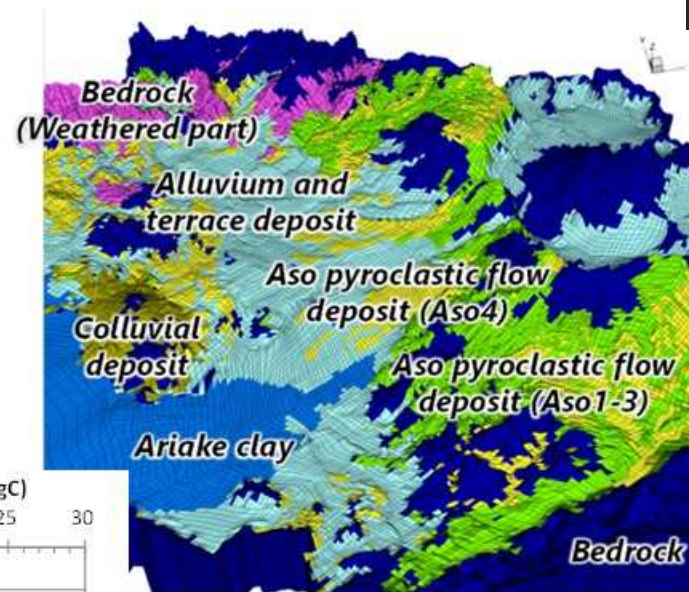 Bedrock
(Weathered part)
Alluvium and
terrace deposit
Aso pyroclastic flow
deposit (Aso4)
Colluvial
deposit
Aso pyroclastic flow
deposit (Aso1-3)
Ariake clay
gC)
25 30
Bedrock